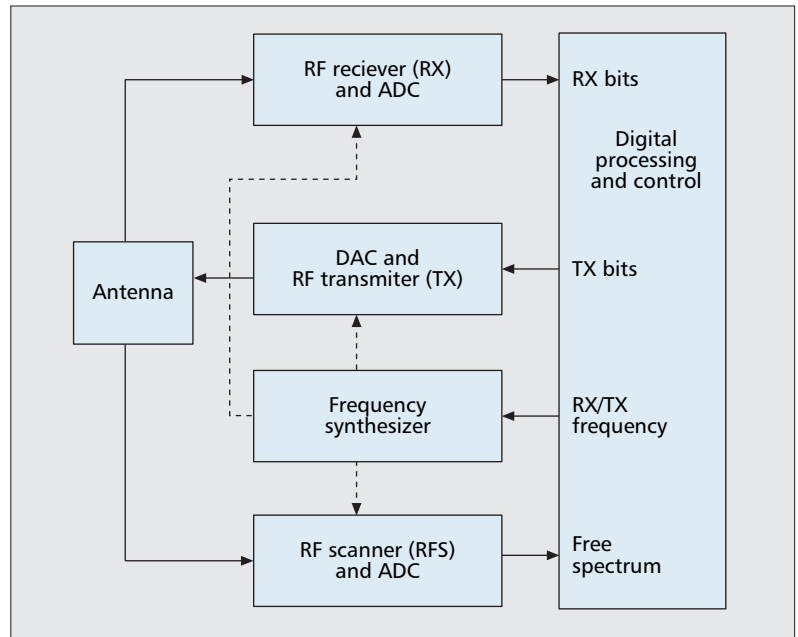 RF reciever (RX)
and ADC
RX bits
Digital
processing
and control
DAC and
RF transmiter (TX)
TX bits
Antenna
Frequency
synthesizer
RX/TX
frequency
RF scanner (RFS)
and ADC
Free
spectrum